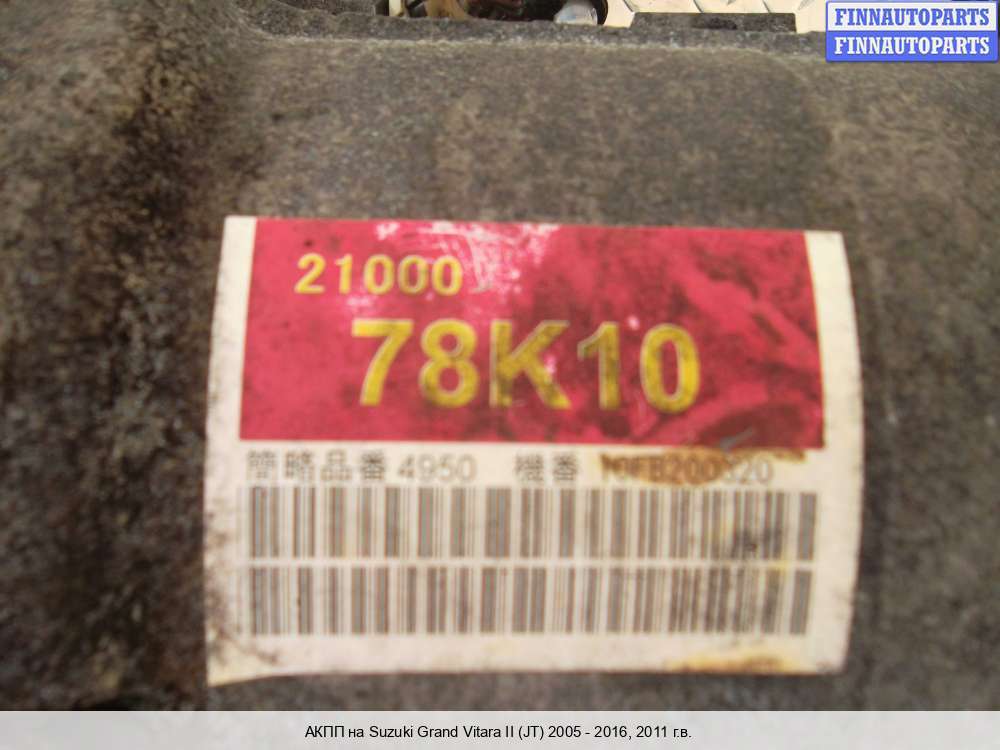 FINNAUTOPARTS
FINNAUTOPARTS
21000
78K10
簡略品番 4950 機番
АКПП на Suzuki Grand Vitara II (JT) 2005 - 2016, 2011 г.в.